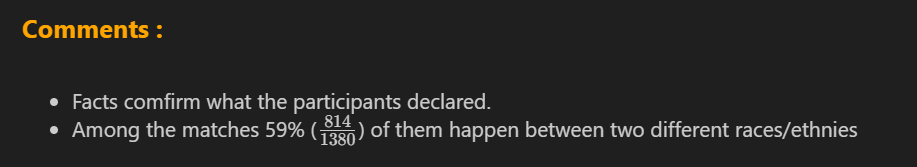 Comments :
Facts comfirm what the participants declared.
Among the matches 59% (814/1380) of them happen between two different races/ethnies